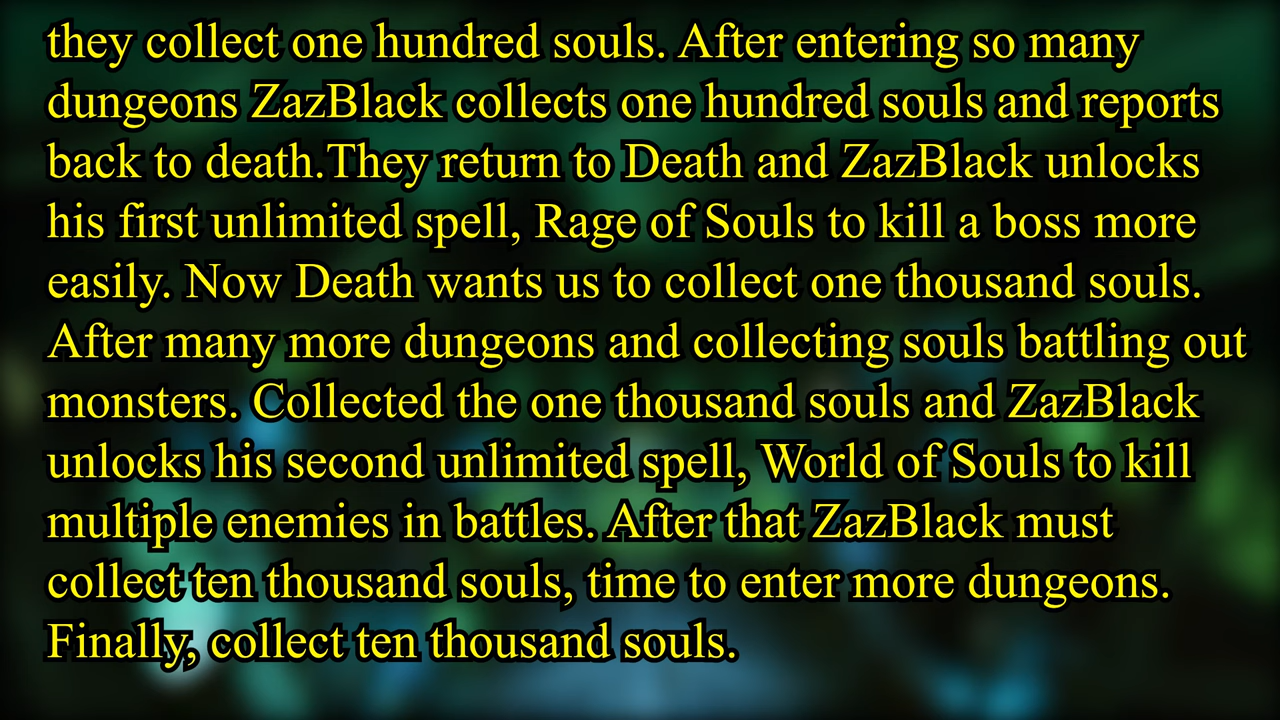 they collect one hundred souls. After entering so many
dungeons ZazBlack collects one hundred souls and reports
back to death.They return to Death and ZazBlack unlocks
his first unlimited spell, Rage of Souls to kill a boss more
easily. Now Death wants us to collect one thousand souls.
After many more dungeons and collecting souls battling out
monsters. Collected the one thousand souls and ZazBlack
unlocks his second unlimited spell, World of Souls to kill
multiple enemies in battles. After that ZazBlack must
collect ten thousand souls, time to enter more dungeons.
Finally, collect ten thousand souls.